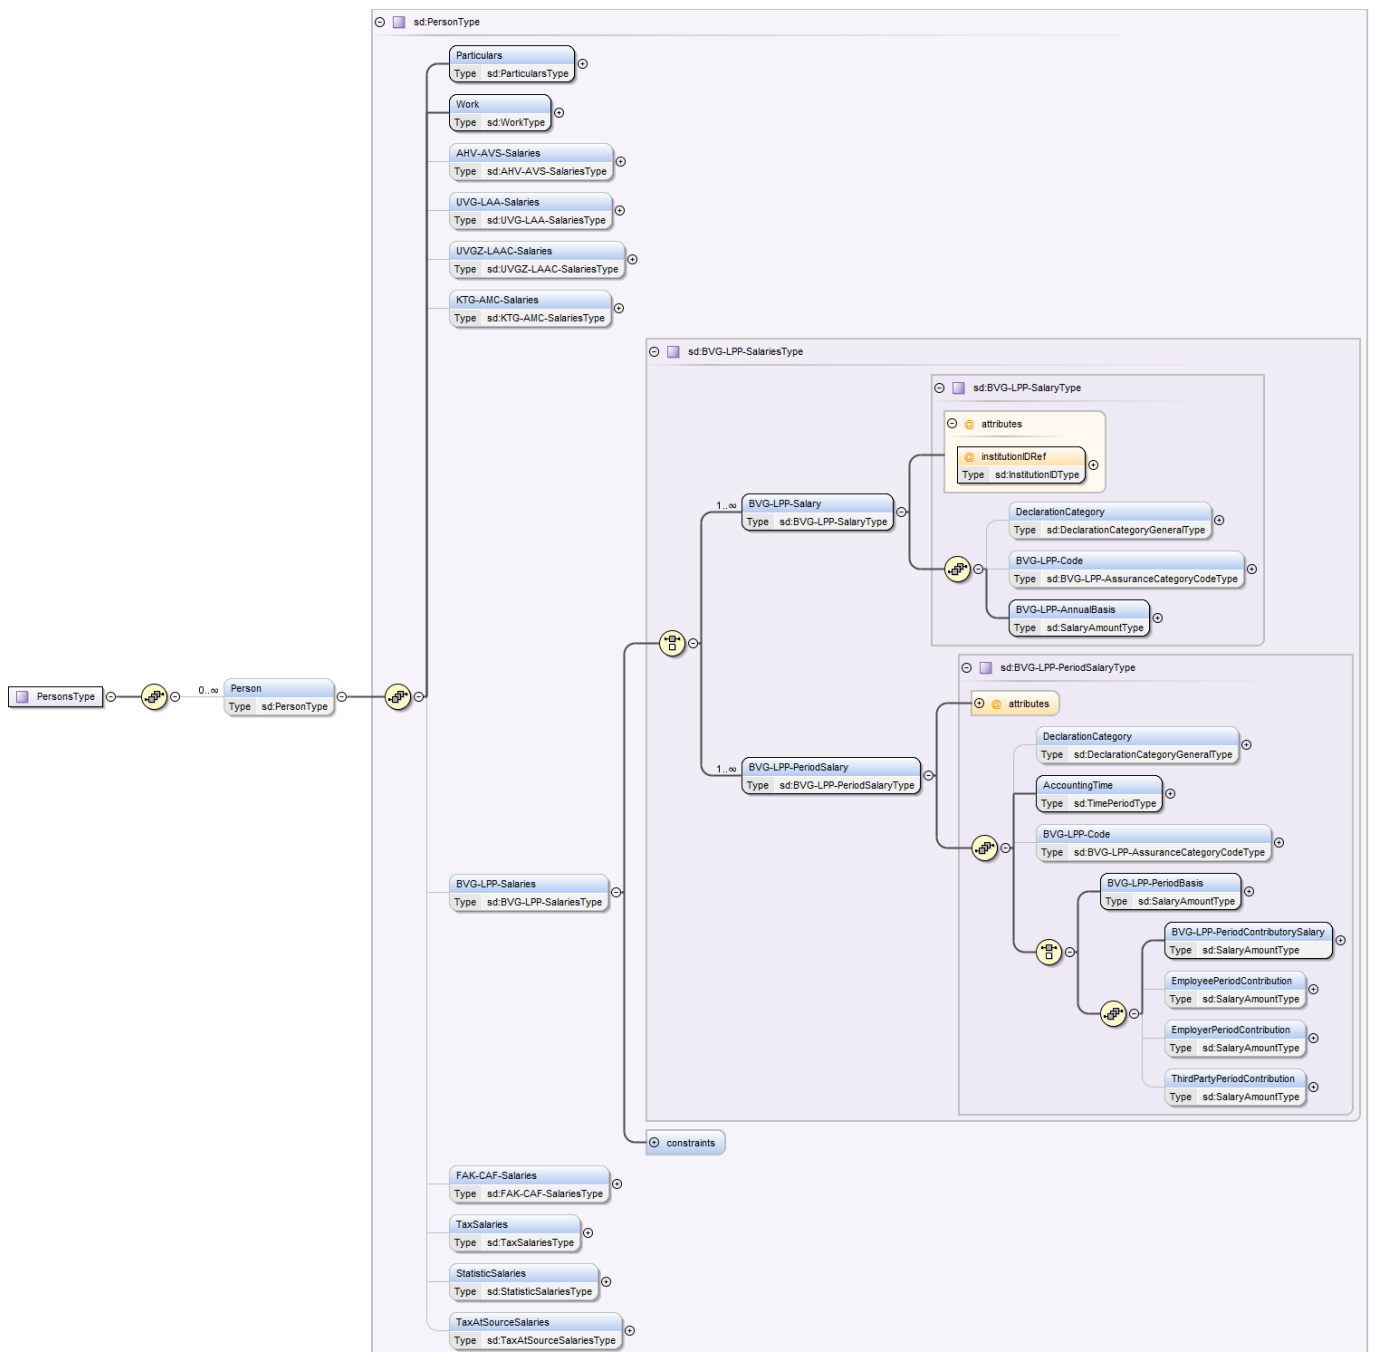 sd:PersonType
Particulars
Type sd:ParticularsType
Work
Type sd:WorkType
AHV-AVS-Salaries
Type sd:AHV-AVS-SalariesType
UVG-LAA-Salaries
Type sd:UVG-LAA-SalariesType
UVGZ-LAAC-Salaries
Type sd:UVGZ-LAAC-SalariesType
KTG-AMC-Salaries
Type sd:KTG-AMC-SalariesType
sd:BVG-LPP-SalariesType
sd:BVG-LPP-SalaryType
@ attributes
@ institutionIDRef
Type sd:InstitutionIDType
1..∞
BVG-LPP-Salary
Type sd:BVG-LPP-SalaryType
DeclarationCategory
Type sd:DeclarationCategoryGeneralType
BVG-LPP-Code
Type sd:BVG-LPP-AssuranceCategoryCodeType
BVG-LPP-AnnualBasis
Type sd:SalaryAmountType
PersonsType
0..∞
Person
Type sd:PersonType
sd:BVG-LPP-PeriodSalaryType
@ attributes
1..∞
BVG-LPP-PeriodSalary
Type sd:BVG-LPP-PeriodSalaryType
DeclarationCategory
Type sd:DeclarationCategoryGeneralType
AccountingTime
Type sd:TimePeriodType
BVG-LPP-Code
Type sd:BVG-LPP-AssuranceCategoryCodeType
BVG-LPP-Salaries
Type sd:BVG-LPP-SalariesType
BVG-LPP-PeriodBasis
Type sd:SalaryAmountType
BVG-LPP-PeriodContributorySalary
Type sd:SalaryAmountType
EmployeePeriodContribution
Type sd:SalaryAmountType
EmployerPeriodContribution
Type sd:SalaryAmountType
ThirdPartyPeriodContribution
Type sd:SalaryAmountType
constraints
FAK-CAF-Salaries
Type sd:FAK-CAF-SalariesType
TaxSalaries
Type sd:TaxSalariesType
StatisticSalaries
Type sd:StatisticSalariesType
TaxAtSourceSalaries
Type sd:TaxAtSourceSalariesType